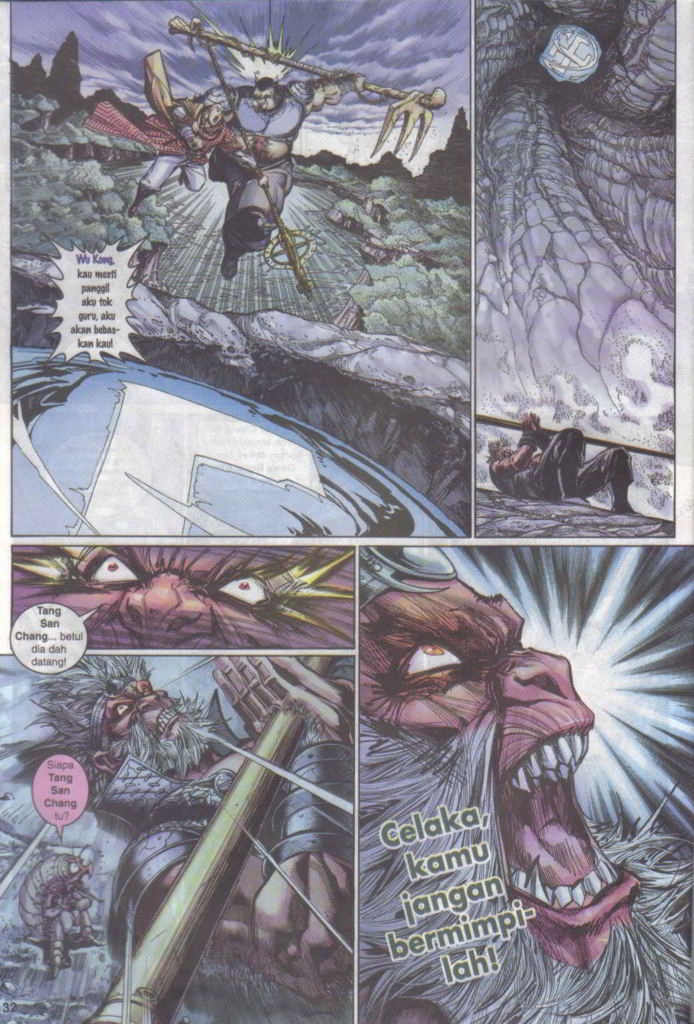 Wu Kong,
kau mesti
panggil
aku tok
guru, aku
akan bebas-
kan kau!
Tang
San
Chang... betul
dia dah
datang!
Siapa
Tang
San
Chang
tu?
Celaka,
kamu
jangan
bermimpi-
lah!
32